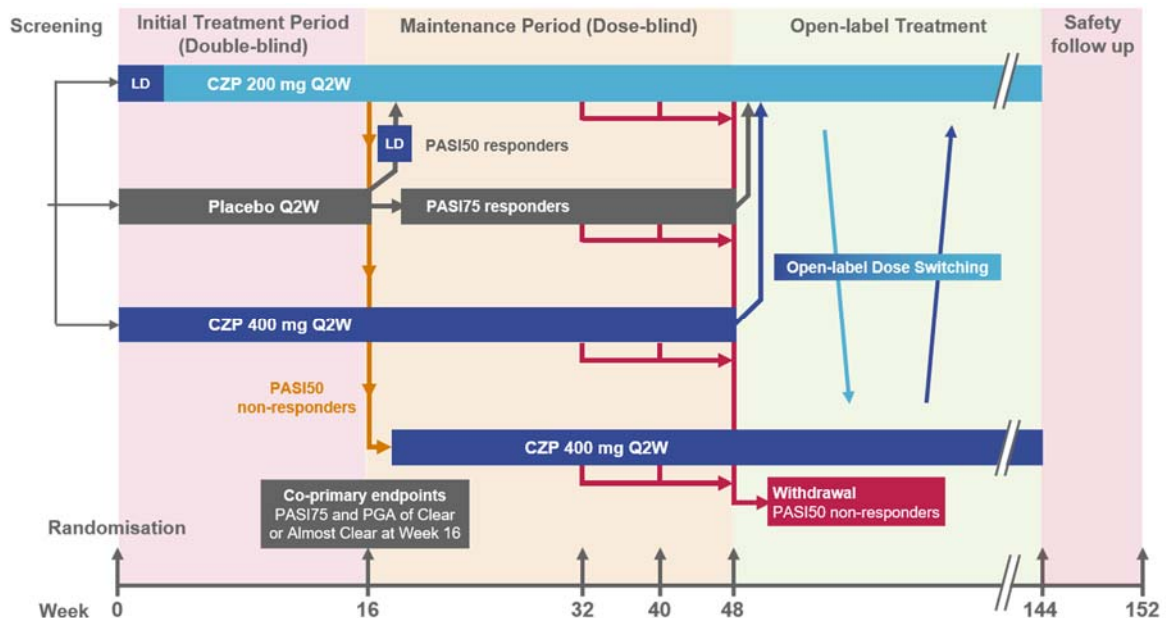 Screening
Initial Treatment Period
(Double-blind)
Maintenance Period (Dose-blind)
Open-label Treatment
Safety
follow up
LD
CZP 200 mg Q2W
LD
PASI50 responders
Placebo Q2W
PASI75 responders
Open-label Dose Switching
CZP 400 mg Q2W
PASI50
non-responders
CZP 400 mg Q2W
Co-primary endpoints
PASI75 and PGA of Clear
or Almost Clear at Week 16
Withdrawal
PASI50 non-responders
Randomisation
Week 0 16 32 40 48 144 152